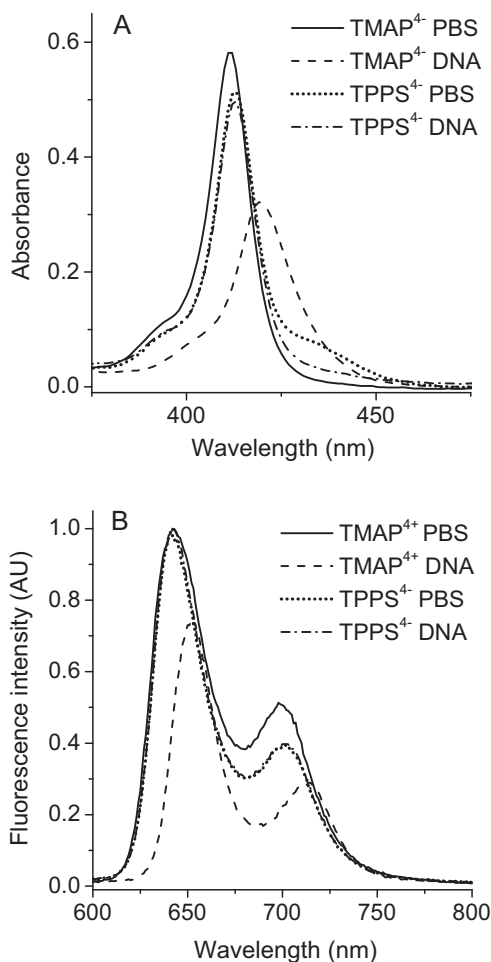 A
TMAP⁴⁻ PBS
TMAP⁴⁻ DNA
TPPS⁴⁻ PBS
TPPS⁴⁻ DNA
0.6
0.4
0.2
0.0
Absorbance
400
450
Wavelength (nm)
B
TMAP⁴⁺ PBS
TMAP⁴⁺ DNA
TPPS⁴⁻ PBS
TPPS⁴⁻ DNA
1.0
0.8
0.6
0.4
0.2
0.0
Fluorescence intensity (AU)
600
650
700
750
800
Wavelength (nm)